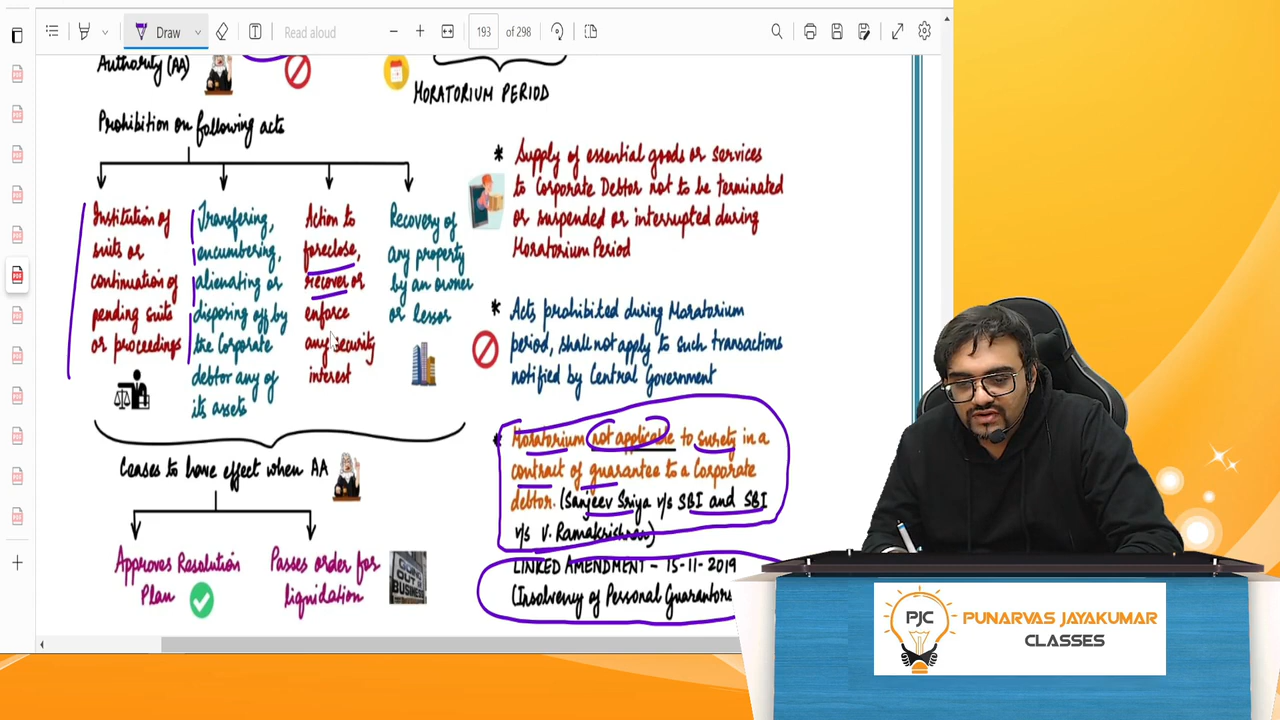 Draw
Read aloud
193 of 298
Authority (AA)
MORATORIUM PERIOD
Prohibition on following acts
Institution of
suits or
continuation of
pending suits
or proceedings
Transfering,
encumbering,
alienating or
disposing off by
the Corporate
debtor any of
its assets
Action to
foreclose,
recover or
enforce
any security
interest
Recovery of
any property
by an owner
or lessor
Ceases to have effect when AA
Approves Resolution
Plan
Passes order for
liquidation
* Supply of essential goods or services
to Corporate Debtor not to be terminated
or suspended or interrupted during
Moratorium Period
* Acts prohibited during Moratorium
period, shall not apply to such transactions
notified by Central Government
Moratorium not applicable to surety in a
contract of guarantee to a Corporate
debtor. (Sanjeev Sriya v/s SBI and SBI
v/s V. Ramakrishnan)
LINKED AMENDMENT - 15-11-2019
(Insolvency of Personal Guarantors
PJC
PUNARVAS JAYAKUMAR
CLASSES